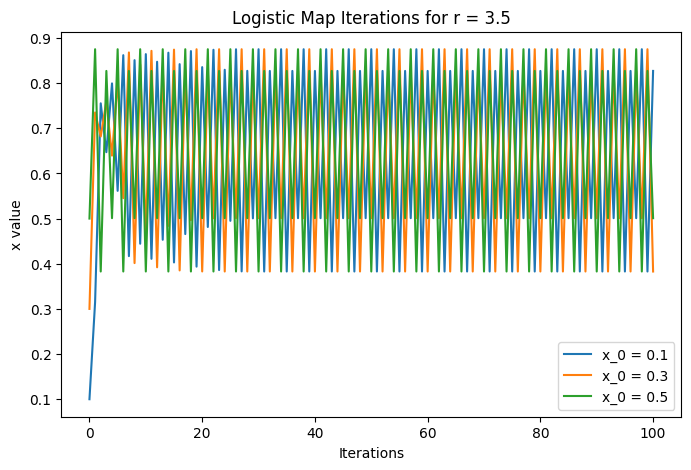 Logistic Map Iterations for r = 3.5
x value
0.9
0.8
0.7
0.6
0.5
0.4
0.3
0.2
0.1
x_0 = 0.1
x_0 = 0.3
x_0 = 0.5
0 20 40 60 80 100
Iterations